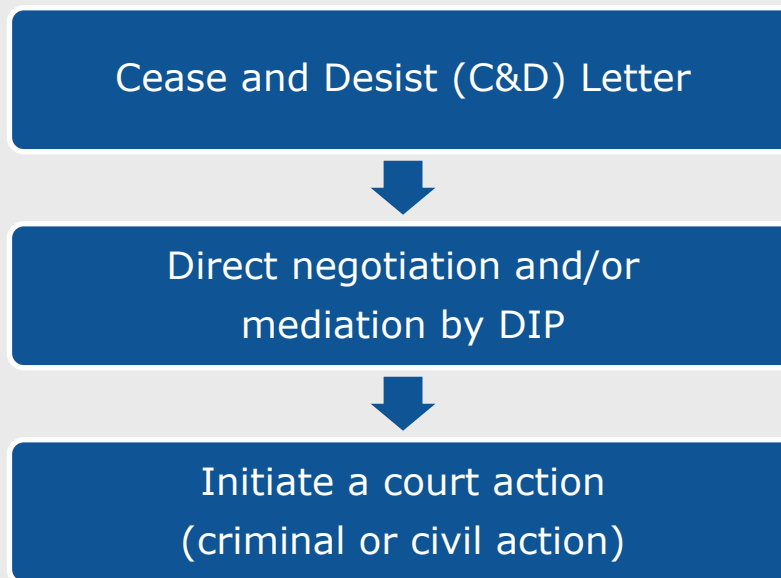 Cease and Desist (C&D) Letter
Direct negotiation and/or
mediation by DIP
Initiate a court action
(criminal or civil action)